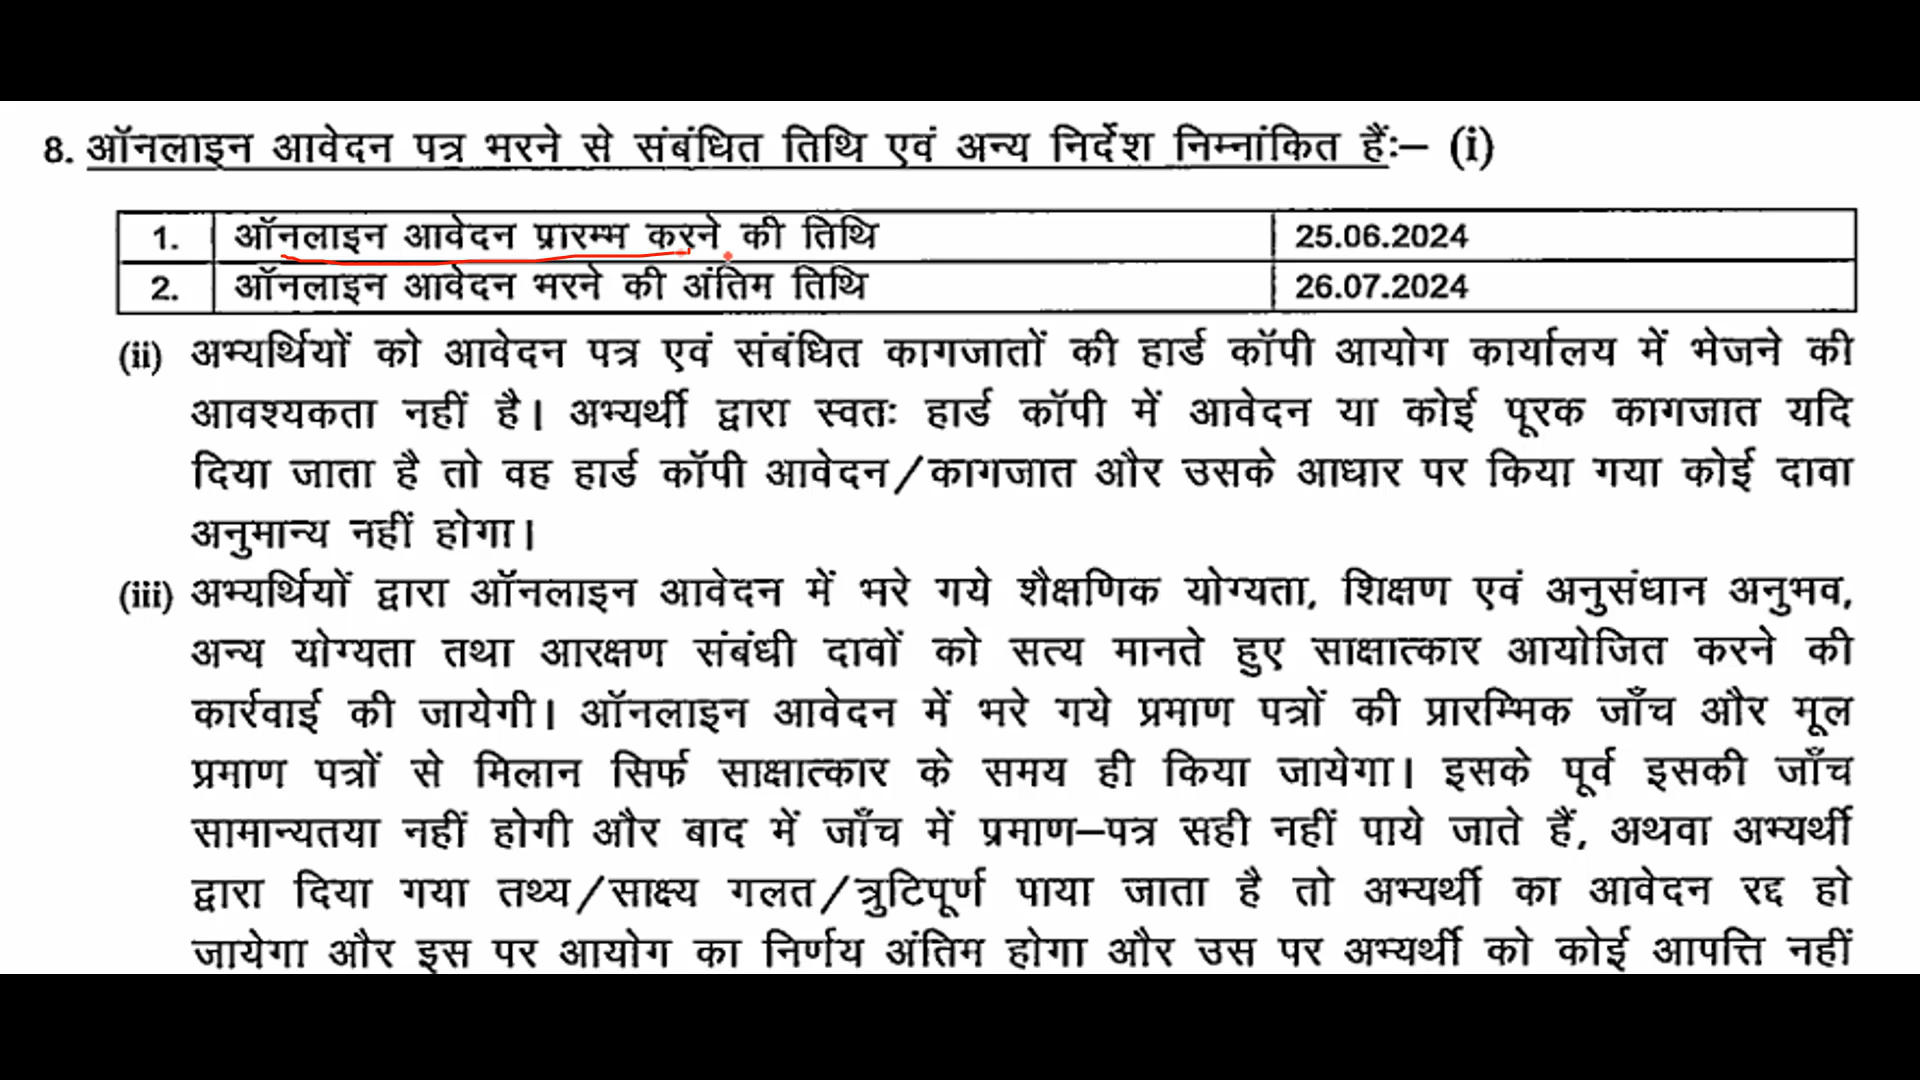 8. ऑनलाइन आवेदन पत्र भरने से संबंधित तिथि एवं अन्य निर्देश निम्नांकित हैंः– (i)
1. ऑनलाइन आवेदन प्रारम्भ करने की तिथि 25.06.2024
2. ऑनलाइन आवेदन भरने की अंतिम तिथि 26.07.2024
(ii) अभ्यर्थियों को आवेदन पत्र एवं संबंधित कागजातों की हार्ड कॉपी आयोग कार्यालय में भेजने की
आवश्यकता नहीं है। अभ्यर्थी द्वारा स्वतः हार्ड कॉपी में आवेदन या कोई पूरक कागजात यदि
दिया जाता है तो वह हार्ड कॉपी आवेदन/कागजात और उसके आधार पर किया गया कोई दावा
अनुमान्य नहीं होगा।
(iii) अभ्यर्थियों द्वारा ऑनलाइन आवेदन में भरे गये शैक्षणिक योग्यता, शिक्षण एवं अनुसंधान अनुभव,
अन्य योग्यता तथा आरक्षण संबंधी दावों को सत्य मानते हुए साक्षात्कार आयोजित करने की
कार्रवाई की जायेगी। ऑनलाइन आवेदन में भरे गये प्रमाण पत्रों की प्रारम्भिक जाँच और मूल
प्रमाण पत्रों से मिलान सिर्फ साक्षात्कार के समय ही किया जायेगा। इसके पूर्व इसकी जाँच
सामान्यतया नहीं होगी और बाद में जाँच में प्रमाण–पत्र सही नहीं पाये जाते हैं, अथवा अभ्यर्थी
द्वारा दिया गया तथ्य/साक्ष्य गलत/त्रुटिपूर्ण पाया जाता है तो अभ्यर्थी का आवेदन रद्द हो
जायेगा और इस पर आयोग का निर्णय अंतिम होगा और उस पर अभ्यर्थी को कोई आपत्ति नहीं